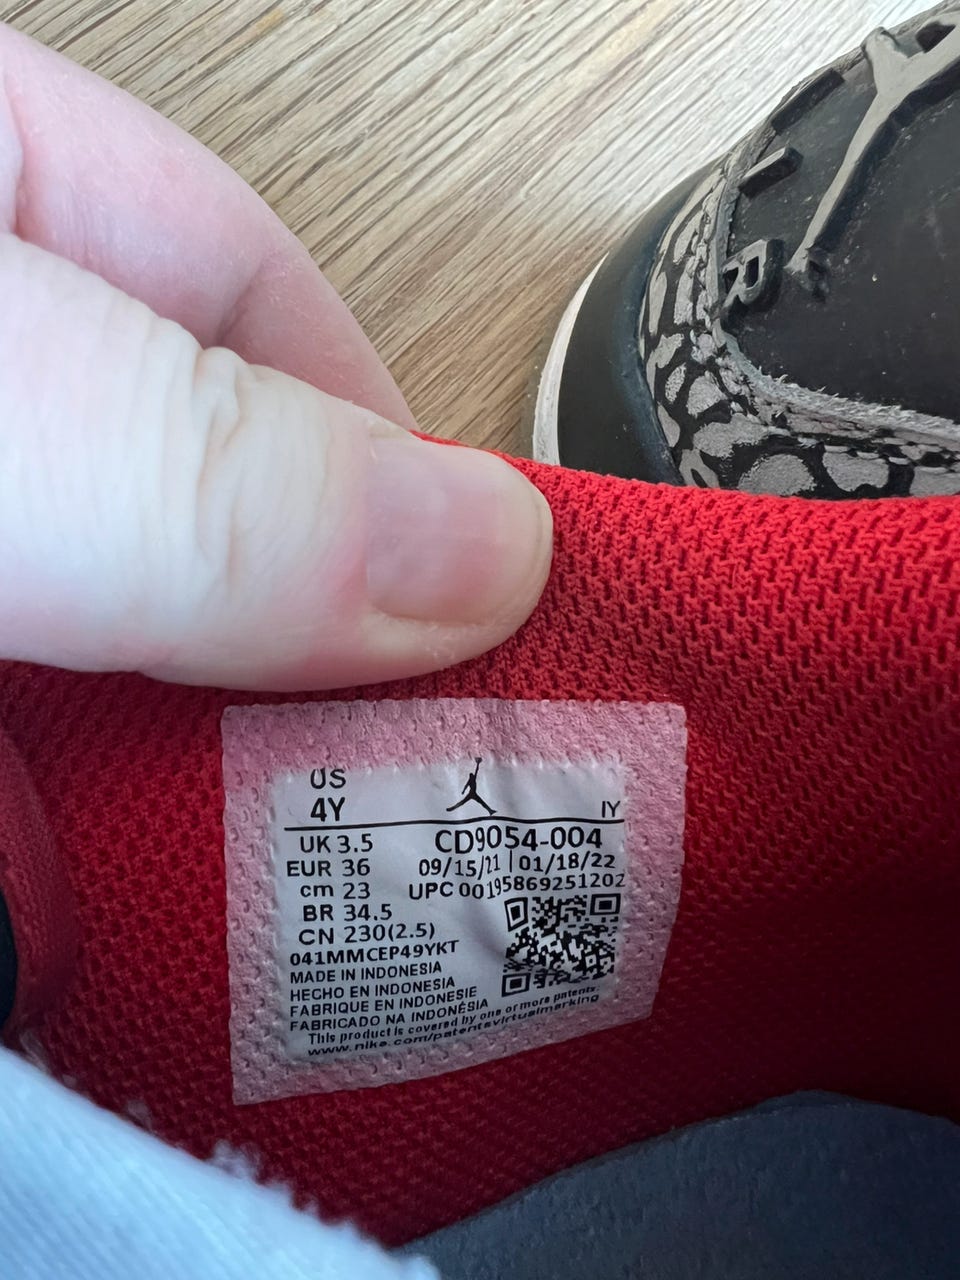 US
4Y
IY
UK 3.5
CD9054-004
EUR 36
09/15/21 | 01/18/22
cm 23
UPC 00195869251202
BR 34.5
CN 230(2.5)
041MMCEP49YKT
MADE IN INDONESIA
HECHO EN INDONESIA
FABRIQUE EN INDONESIE
FABRICADO NA INDONÉSIA
This product is covered by one or more patents:
www.nike.com/patentsvirtualmarking
R